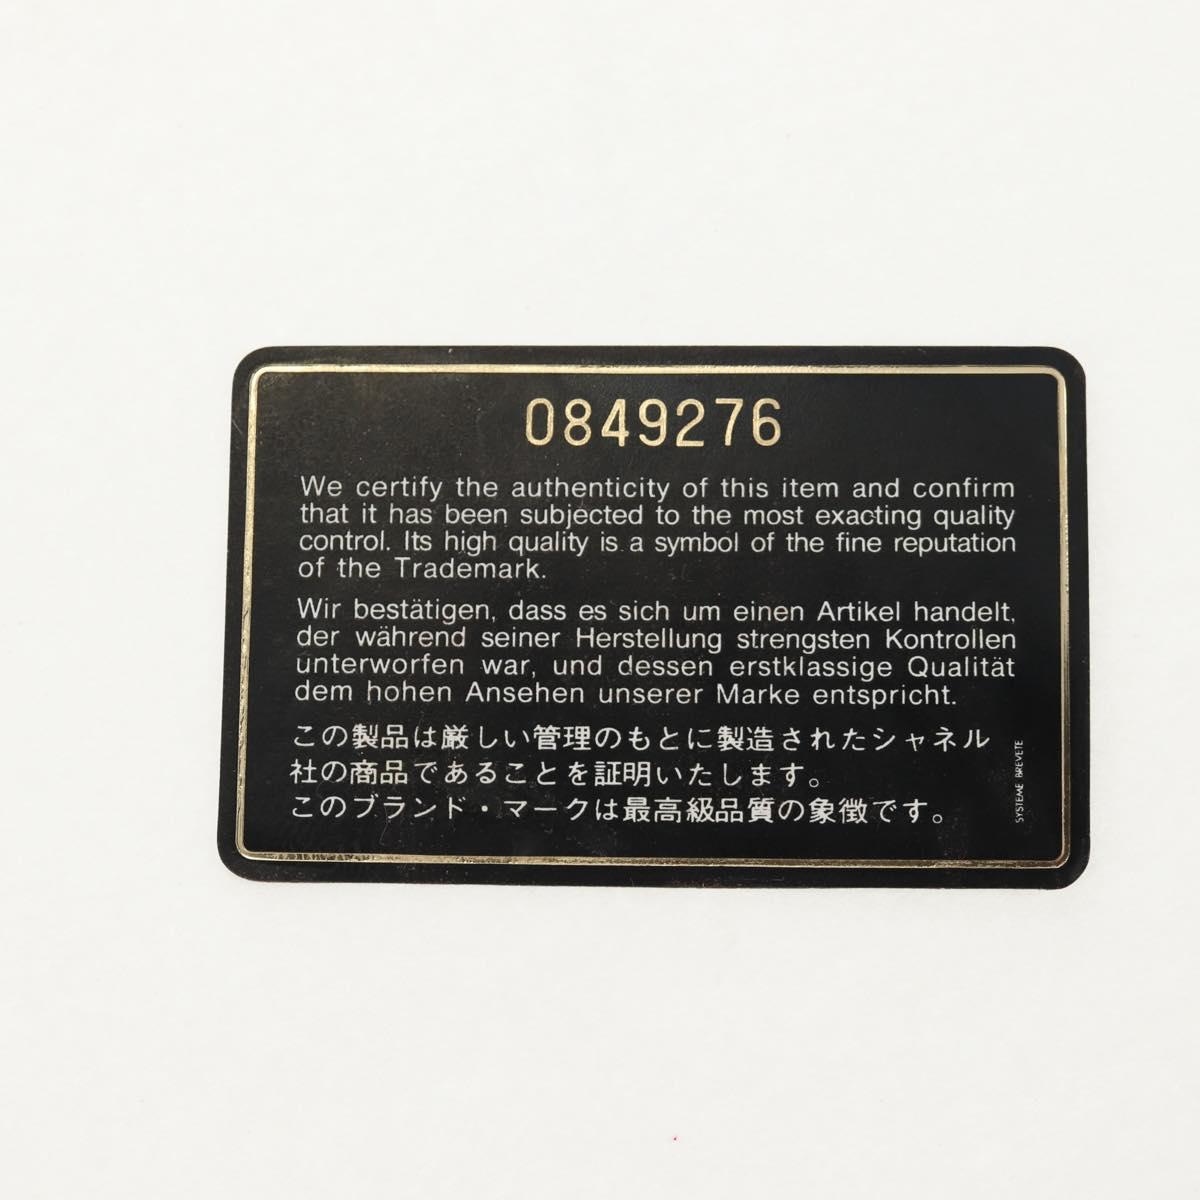 0849276
We certify the authenticity of this item and confirm
that it has been subjected to the most exacting quality
control. Its high quality is a symbol of the fine reputation
of the Trademark.
Wir bestätigen, dass es sich um einen Artikel handelt,
der während seiner Herstellung strengsten Kontrollen
unterworfen war, und dessen erstklassige Qualität
dem hohen Ansehen unserer Marke entspricht.
この製品は厳しい管理のもとに製造されたシャネル
社の商品であることを証明いたします。
このブランド・マークは最高級品質の象徴です。
SYSTEME BREVETE